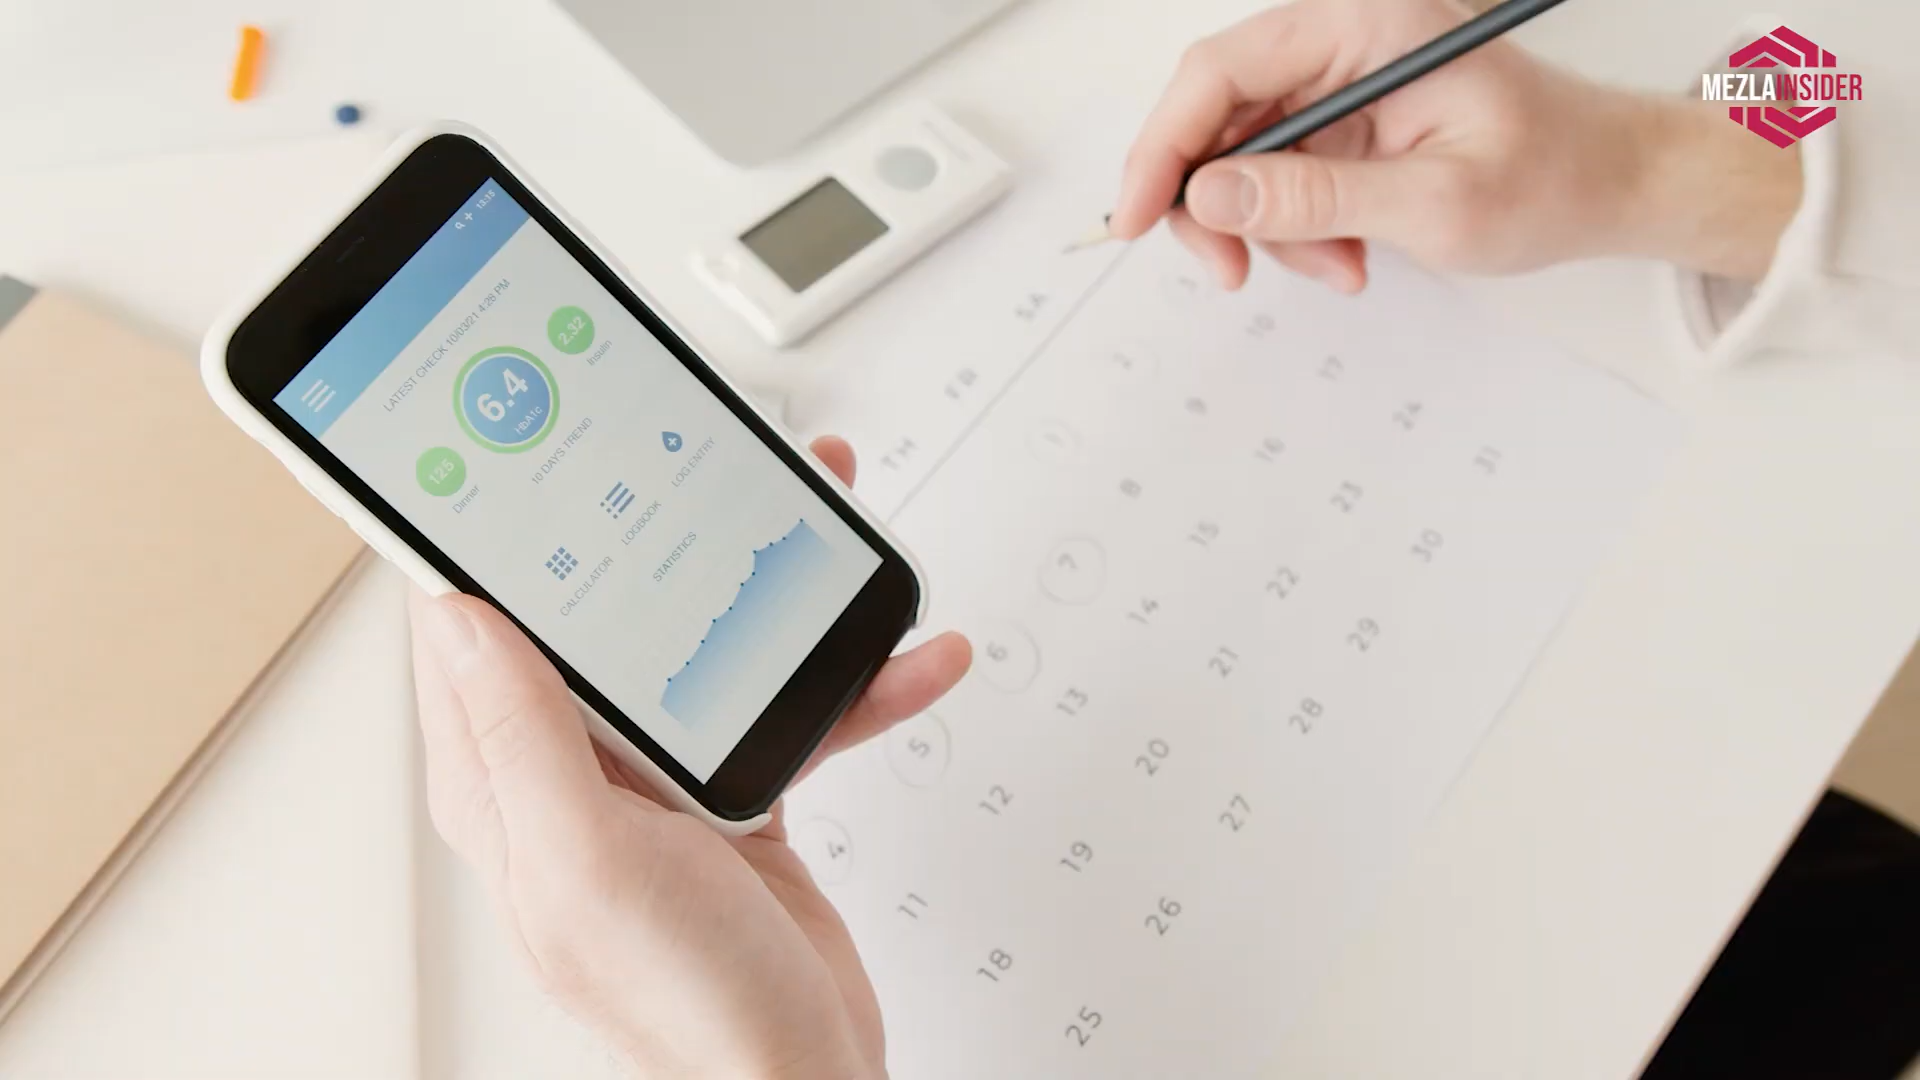 MEZLAINSIDER
13:15
LATEST CHECK 10/03/21 4:28 PM
125
Dinner
6.4
HbA1c
2.32
Insulin
10 DAYS TREND
CALCULATOR
LOGBOOK
LOG ENTRY
STATISTICS
TH FR SA
1 2 3
4 5 6 7 8 9 10
11 12 13 14 15 16 17
18 19 20 21 22 23 24
25 26 27 28 29 30 31